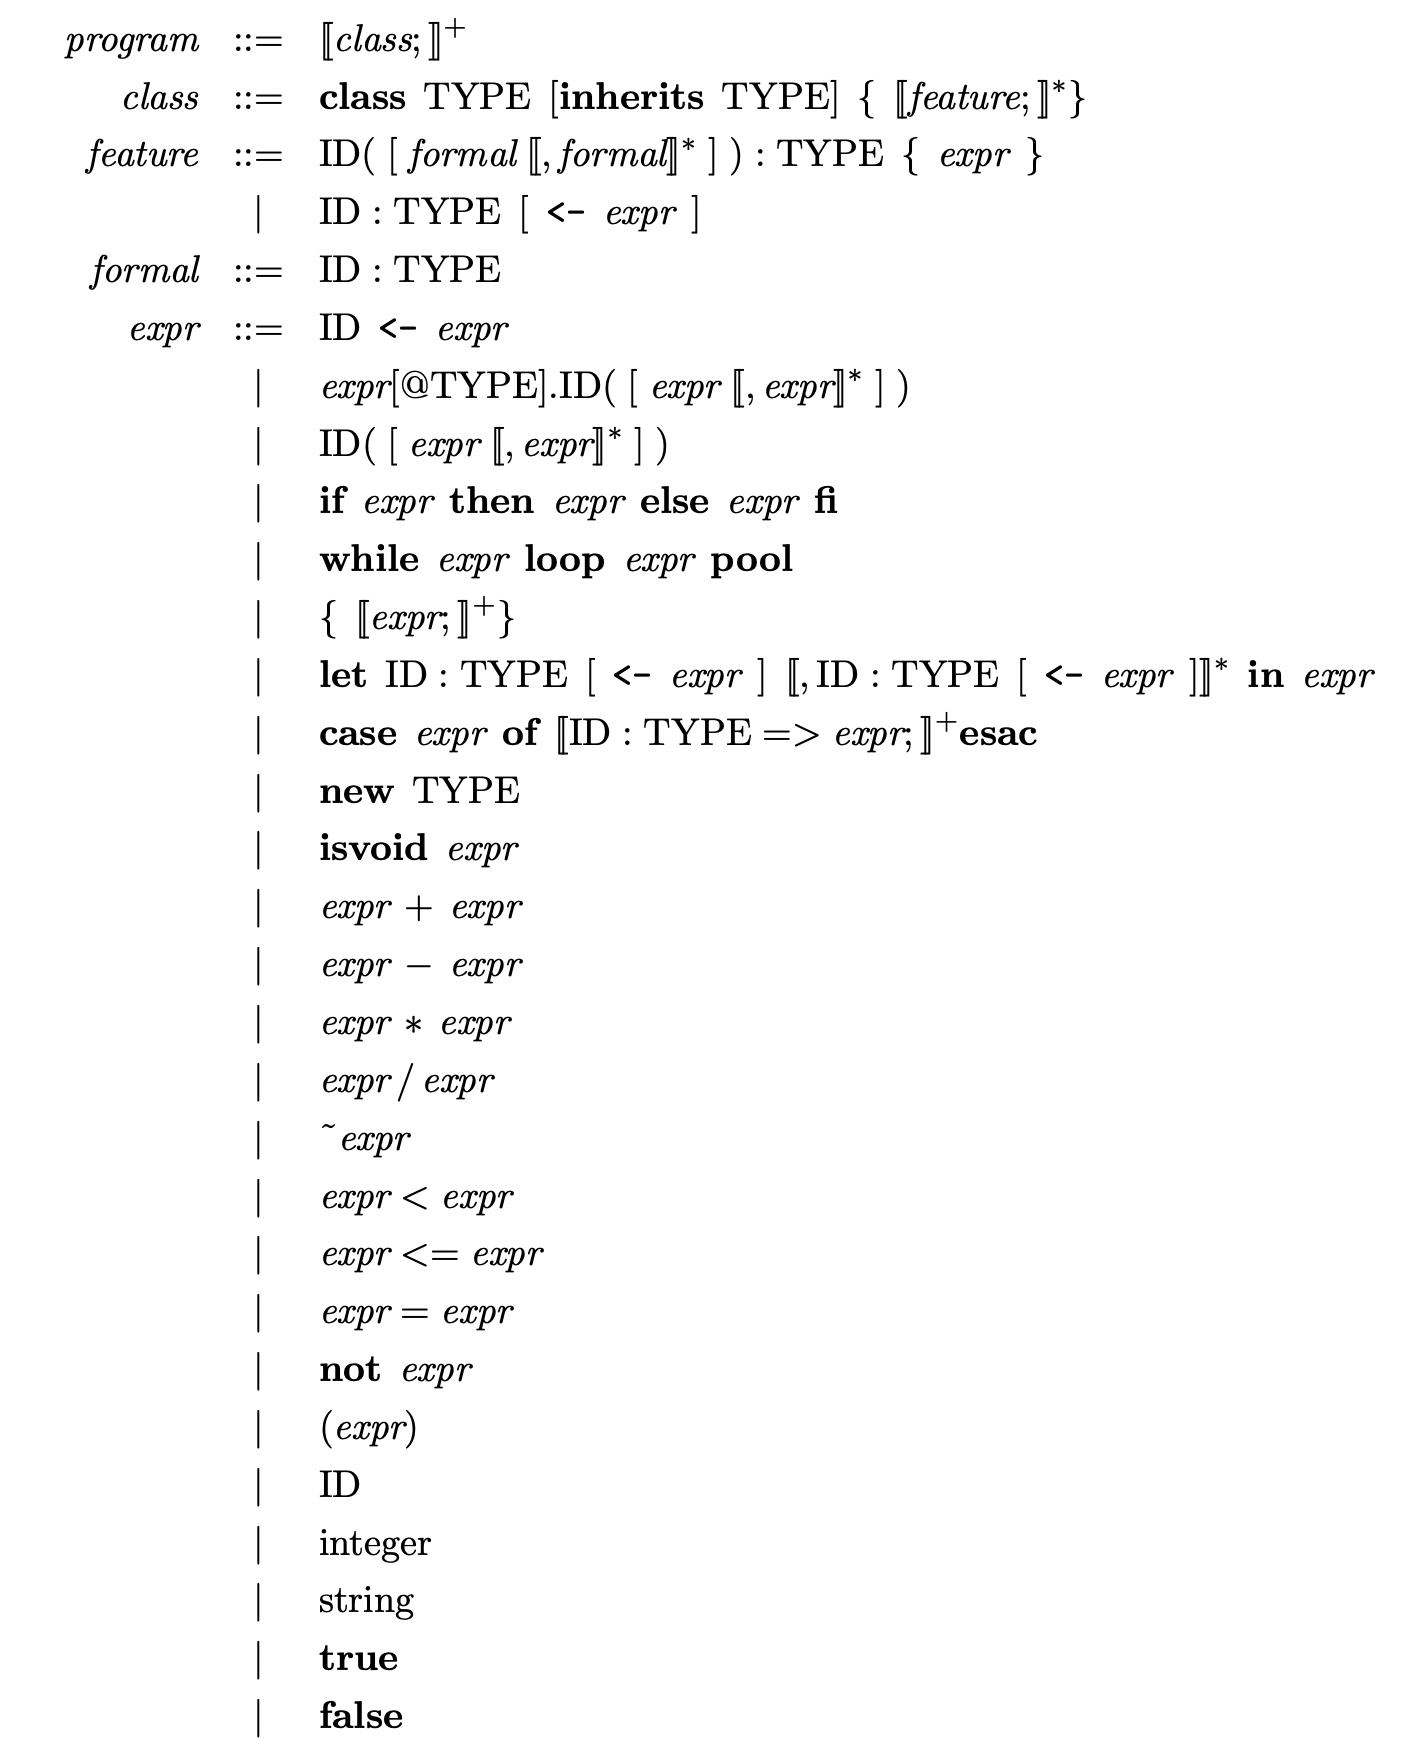 program ::= ⟦class;⟧⁺
class ::= class TYPE [inherits TYPE] { ⟦feature;⟧*}
feature ::= ID( [ formal ⟦, formal⟧* ] ) : TYPE { expr }
| ID : TYPE [ <- expr ]
formal ::= ID : TYPE
expr ::= ID <- expr
| expr[@TYPE].ID( [ expr ⟦, expr⟧* ] )
| ID( [ expr ⟦, expr⟧* ] )
| if expr then expr else expr fi
| while expr loop expr pool
| { ⟦expr;⟧⁺}
| let ID : TYPE [ <- expr ] ⟦, ID : TYPE [ <- expr ]⟧* in expr
| case expr of ⟦ID : TYPE => expr;⟧⁺esac
| new TYPE
| isvoid expr
| expr + expr
| expr − expr
| expr ∗ expr
| expr / expr
| ˜expr
| expr < expr
| expr <= expr
| expr = expr
| not expr
| (expr)
| ID
| integer
| string
| true
| false